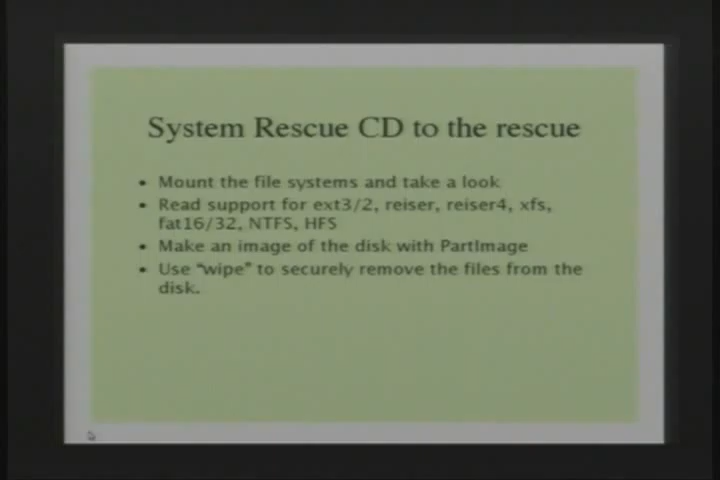 System Rescue CD to the rescue
• Mount the file systems and take a look
• Read support for ext3/2, reiser, reiser4, xfs,
fat16/32, NTFS, HFS
• Make an image of the disk with PartImage
• Use “wipe” to securely remove the files from the
disk.